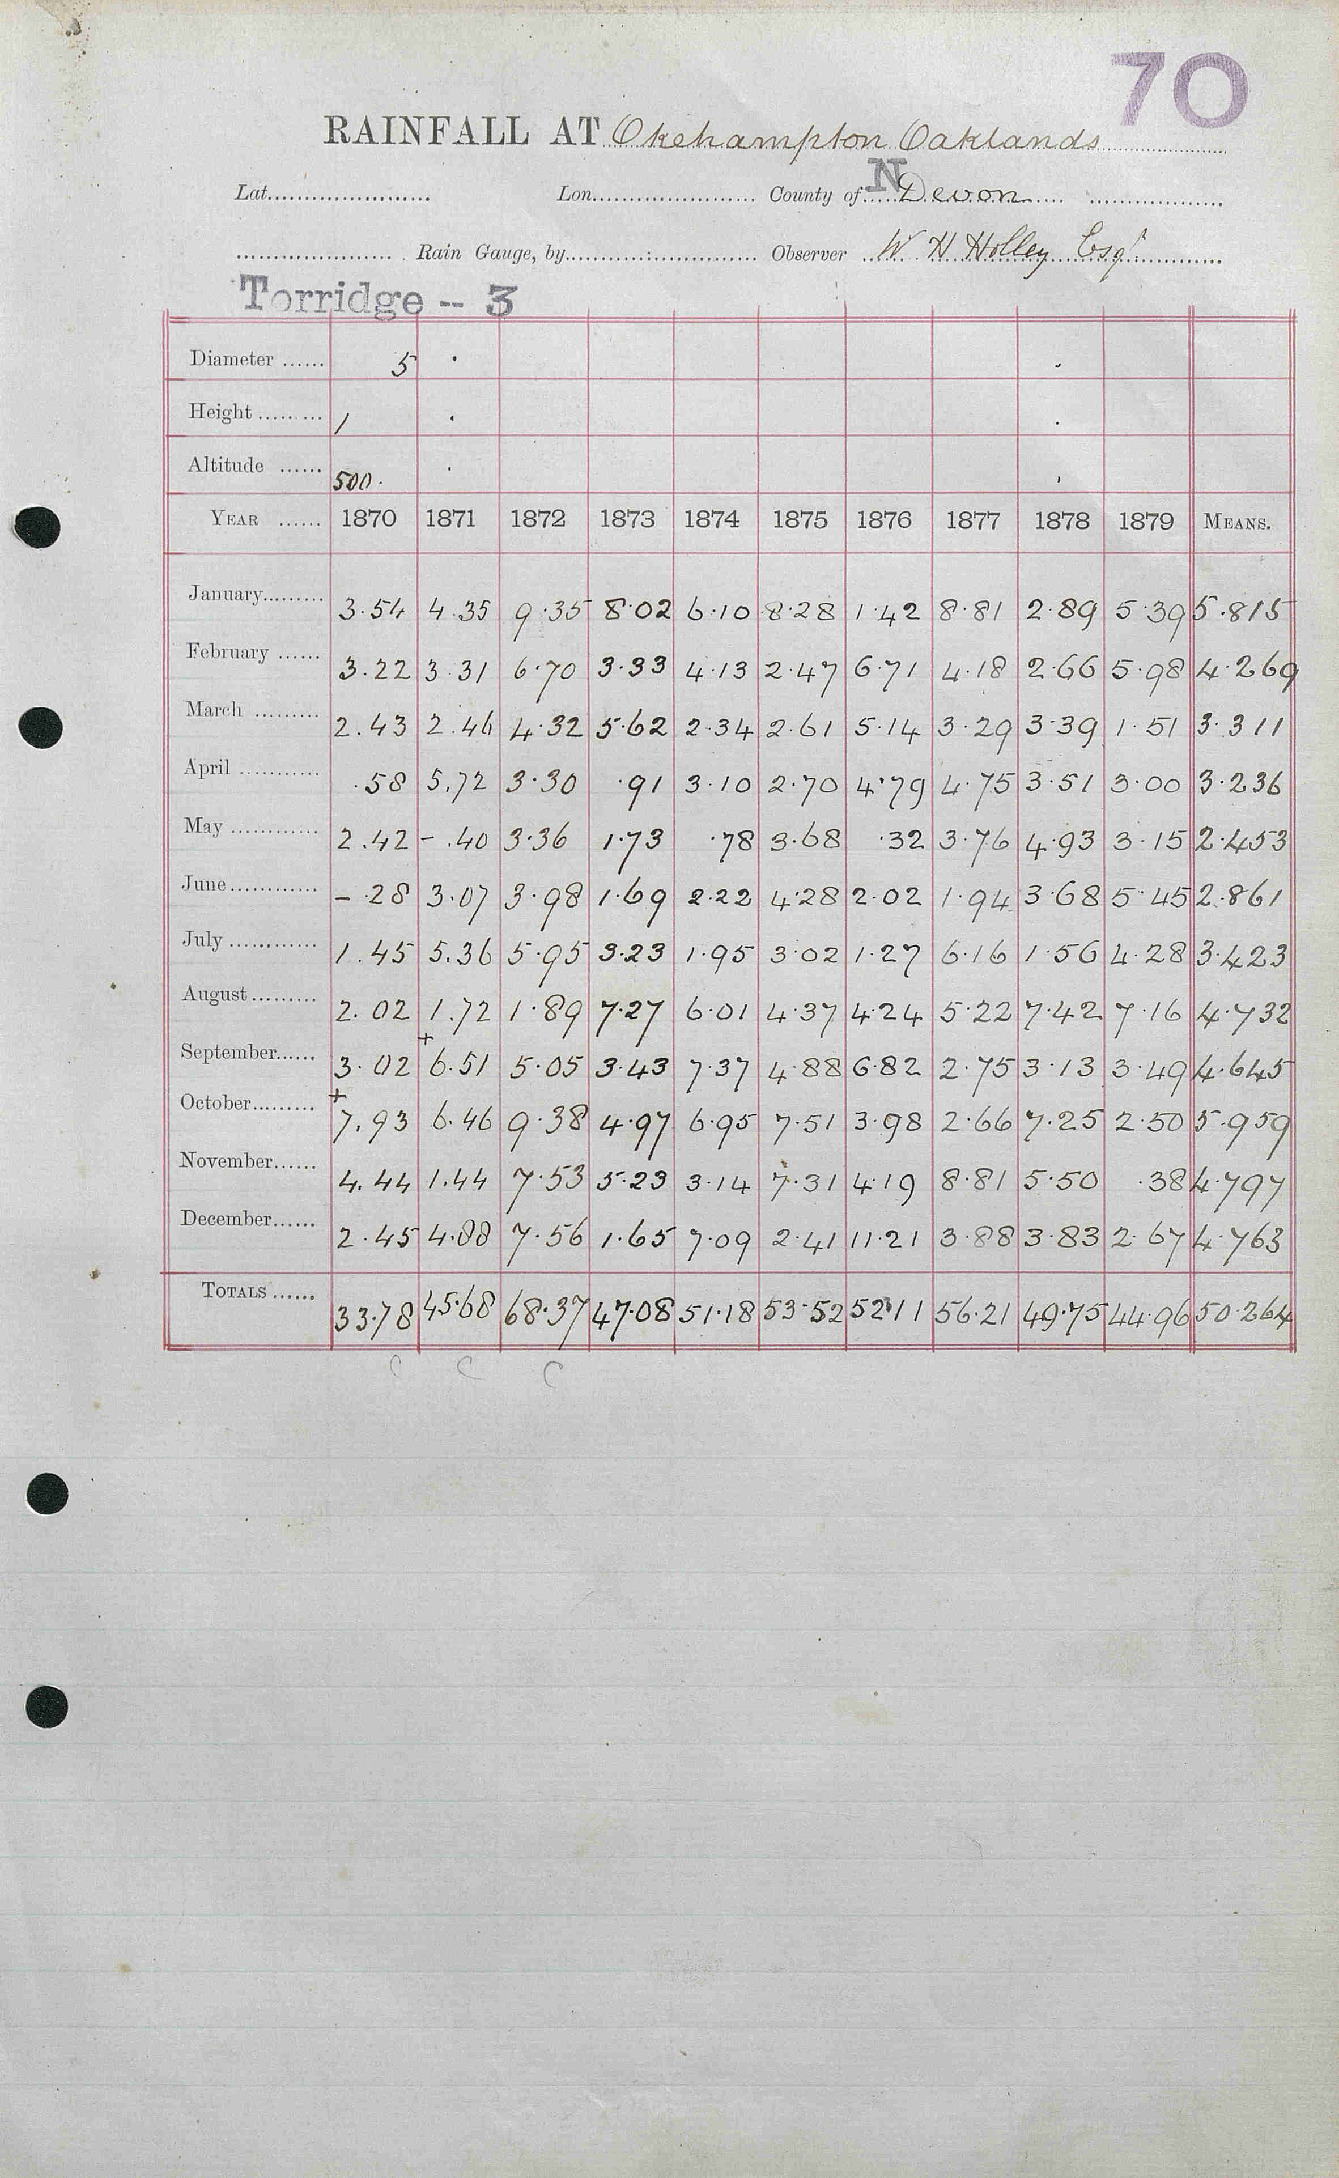 70
RAINFALL AT Okehampton Oaklands
Lat. Lon. County of N Devon
Rain Gauge, by Observer W H Holley Esqr
Torridge -- 3
Diameter ...... 5
Height ......... 1
Altitude ...... 500.
YEAR ...... 1870 1871 1872 1873 1874 1875 1876 1877 1878 1879 MEANS.
January......... 3.54 4.35 9.35 8.02 6.10 8.28 1.42 8.81 2.89 5.39 5.815
February ...... 3.22 3.31 6.70 3.33 4.13 2.47 6.71 4.18 2.66 5.98 4.269
March ......... 2.43 2.46 4.32 5.62 2.34 2.61 5.14 3.29 3.39 1.51 3.311
April ........... .58 5.72 3.30 .91 3.10 2.70 4.79 4.75 3.51 3.00 3.236
May ............ 2.42 -.40 3.36 1.73 .78 3.68 .32 3.76 4.93 3.15 2.453
June............ -.28 3.07 3.98 1.69 2.22 4.28 2.02 1.94 3.68 5.45 2.861
July ............ 1.45 5.36 5.95 3.23 1.95 3.02 1.27 6.16 1.56 4.28 3.423
August......... 2.02 1.72 1.89 7.27 6.01 4.37 4.24 5.22 7.42 7.16 4.732
September...... 3.02 +6.51 5.05 3.43 7.37 4.88 6.82 2.75 3.13 3.49 4.645
October......... +7.93 6.46 9.38 4.97 6.95 7.51 3.98 2.66 7.25 2.50 5.959
November...... 4.44 1.44 7.53 5.23 3.14 7.31 4.19 8.81 5.50 .38 4.797
December...... 2.45 4.88 7.56 1.65 7.09 2.41 11.21 3.88 3.83 2.67 4.763
TOTALS ...... 33.78 45.68 68.37 47.08 51.18 53.52 52.11 56.21 49.75 44.96 50.264
C C C